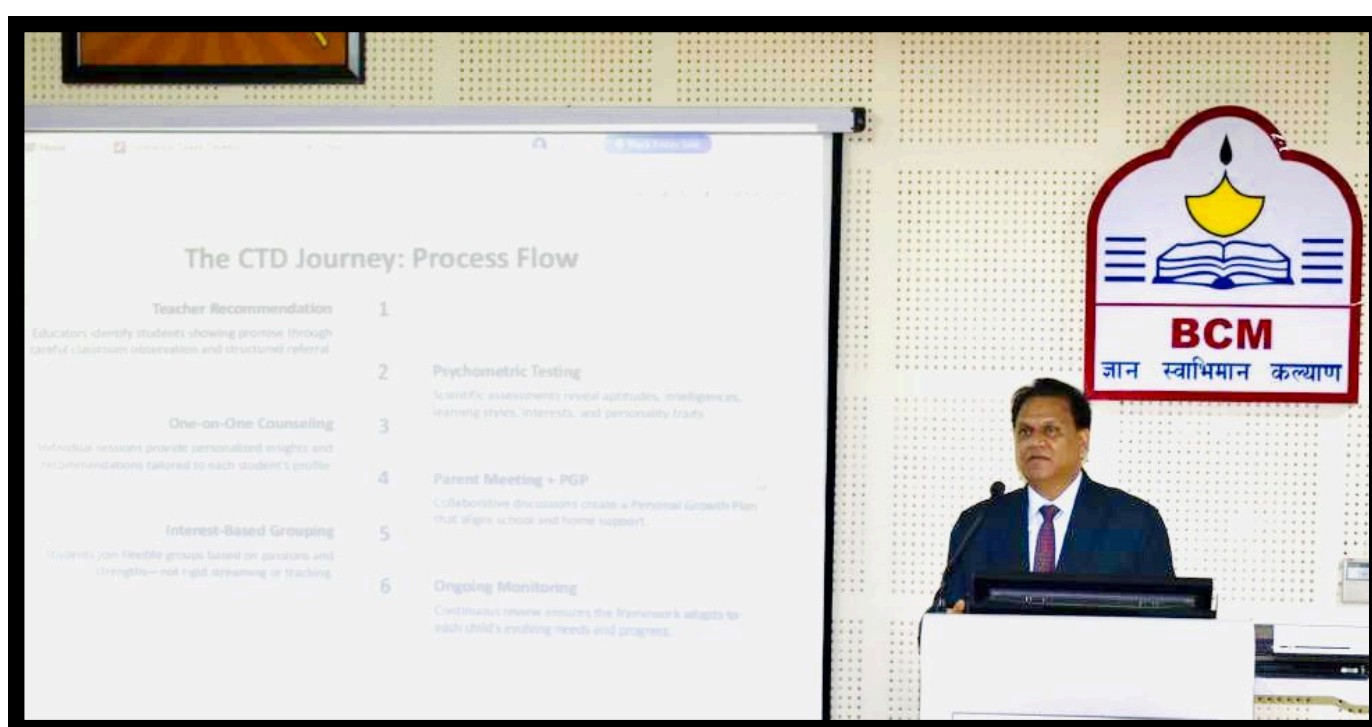 Home
Black Friday Sale
The CTD Journey: Process Flow
Teacher Recommendation
1
Educators identify students showing promise through
careful classroom observation and structured referral.
2
Psychometric Testing
Scientific assessments reveal aptitudes, intelligences,
learning styles, interests, and personality traits.
One-on-One Counseling
3
Individual sessions provide personalized insights and
recommendations tailored to each student's profile.
4
Parent Meeting + PGP
Collaborative discussions create a Personal Growth Plan
that aligns school and home support.
Interest-Based Grouping
5
Students join flexible groups based on passions and
strengths—not rigid streaming or tracking.
6
Ongoing Monitoring
Continuous review ensures the framework adapts to
each child's evolving needs and progress.
BCM
ज्ञान स्वाभिमान कल्याण